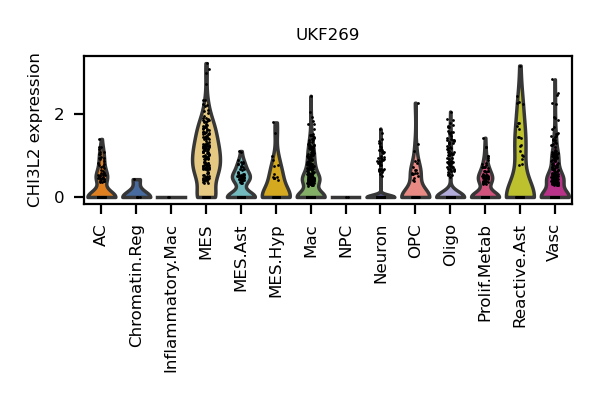 UKF269
CHI3L2 expression
2
0
AC
Chromatin.Reg
Inflammatory.Mac
MES
MES.Ast
MES.Hyp
Mac
NPC
Neuron
OPC
Oligo
Prolif.Metab
Reactive.Ast
Vasc